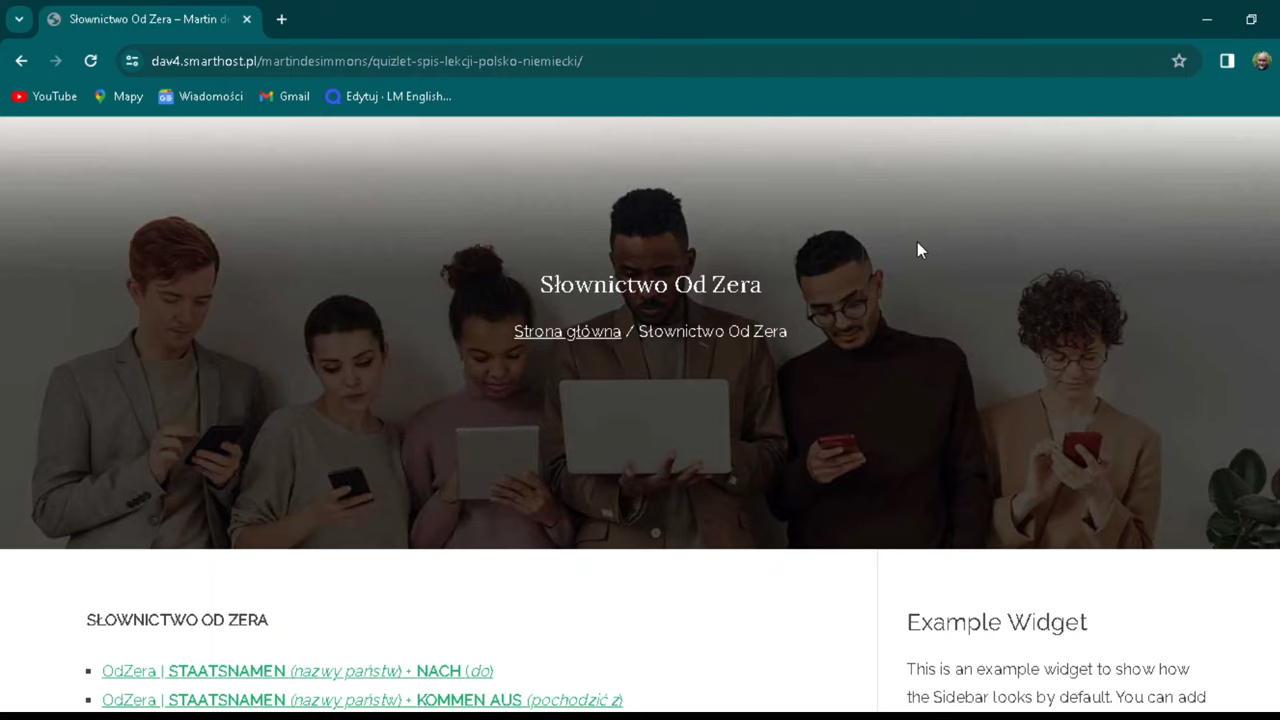 Słownictwo Od Zera – Martin d
dav4.smarthost.pl/martindesimmons/quizlet-spis-lekcji-polsko-niemiecki/
YouTube Mapy Wiadomości Gmail Edytuj · LM English...
Słownictwo Od Zera
Strona główna / Słownictwo Od Zera
SŁOWNICTWO OD ZERA
OdZera | STAATSNAMEN (nazwy państw) + NACH (do)
OdZera | STAATSNAMEN (nazwy państw) + KOMMEN AUS (pochodzić z)
Example Widget
This is an example widget to show how
the Sidebar looks by default. You can add